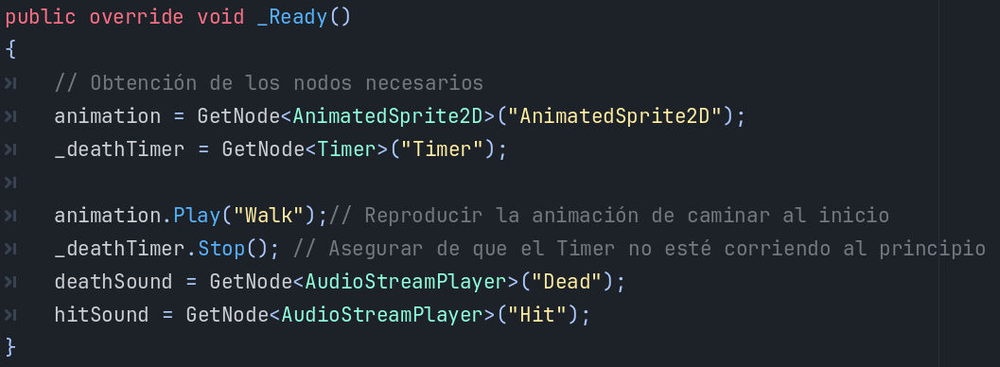 public override void _Ready()
{
// Obtención de los nodos necesarios
animation = GetNode<AnimatedSprite2D>("AnimatedSprite2D");
_deathTimer = GetNode<Timer>("Timer");
animation.Play("Walk");// Reproducir la animación de caminar al inicio
_deathTimer.Stop(); // Asegurar de que el Timer no esté corriendo al principio
deathSound = GetNode<AudioStreamPlayer>("Dead");
hitSound = GetNode<AudioStreamPlayer>("Hit");
}